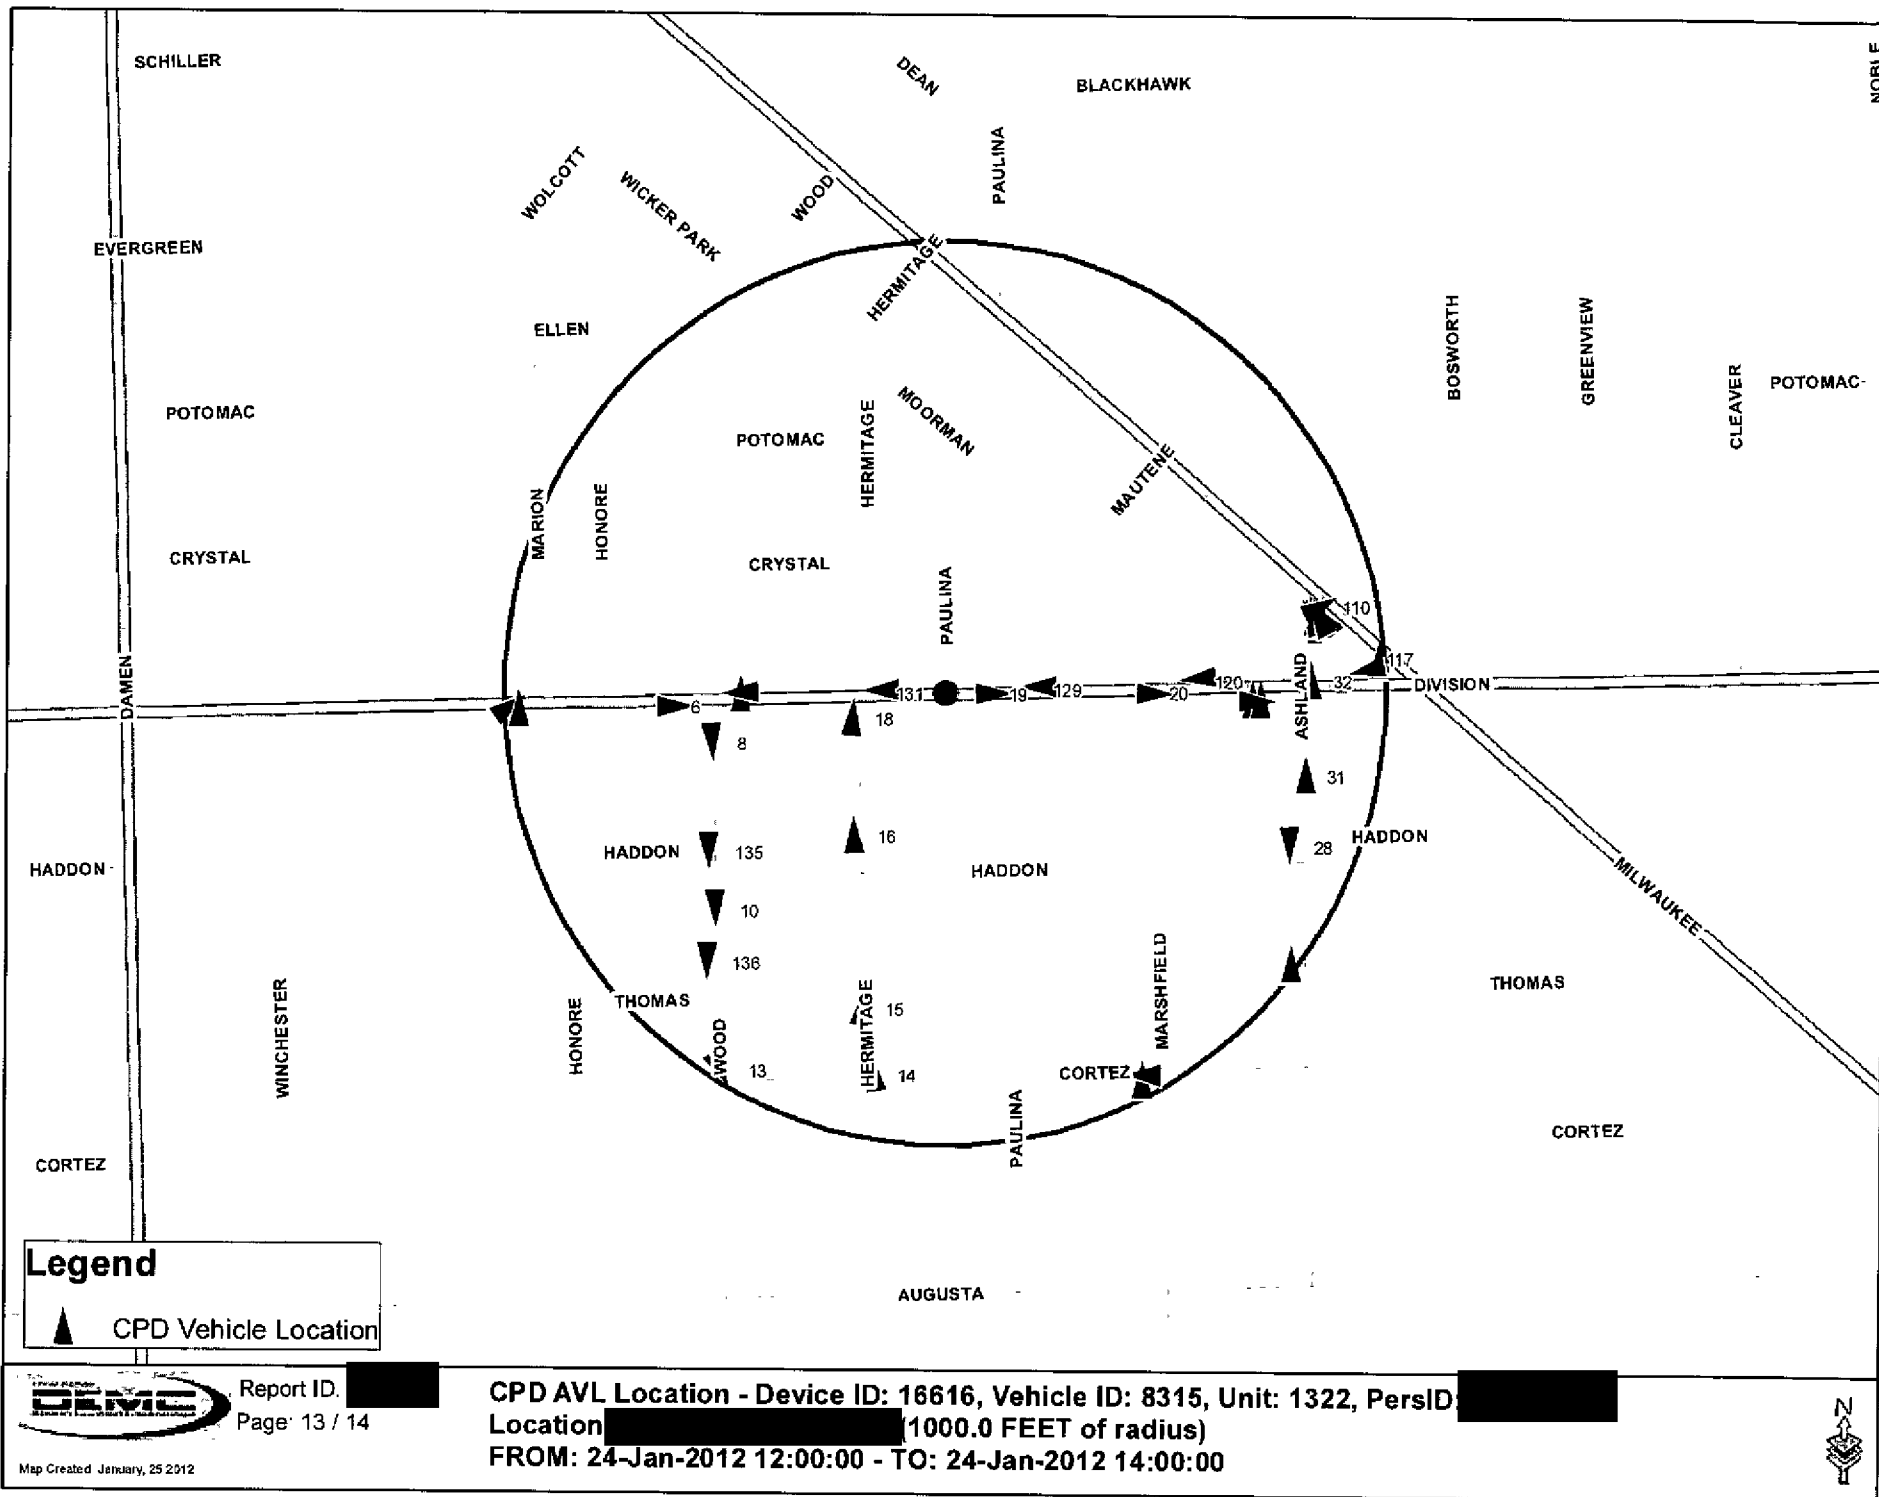 SCHILLER
DEAN
BLACKHAWK
NOBLE
PAULINA
WOLCOTT
WICKER PARK
WOOD
EVERGREEN
HERMITAGE
ELLEN
BOSWORTH
GREENVIEW
CLEAVER
POTOMAC
POTOMAC
POTOMAC
HERMITAGE
MOORMAN
MAUTENE
MARION
HONORE
CRYSTAL
CRYSTAL
PAULINA
110
DAMEN
ASHLAND
117
6
131
19
129
20
120
32
DIVISION
8
18
31
HADDON
135
16
HADDON
28
HADDON
HADDON
MILWAUKEE
10
136
MARSHFIELD
THOMAS
WINCHESTER
HONORE
THOMAS
WOOD
HERMITAGE
15
13
14
CORTEZ
PAULINA
CORTEZ
CORTEZ
AUGUSTA
Legend
CPD Vehicle Location
OEMC
Report ID.
Page: 13 / 14
Map Created January, 25 2012
CPD AVL Location - Device ID: 16616, Vehicle ID: 8315, Unit: 1322, PersID:
Location (1000.0 FEET of radius)
FROM: 24-Jan-2012 12:00:00 - TO: 24-Jan-2012 14:00:00
N